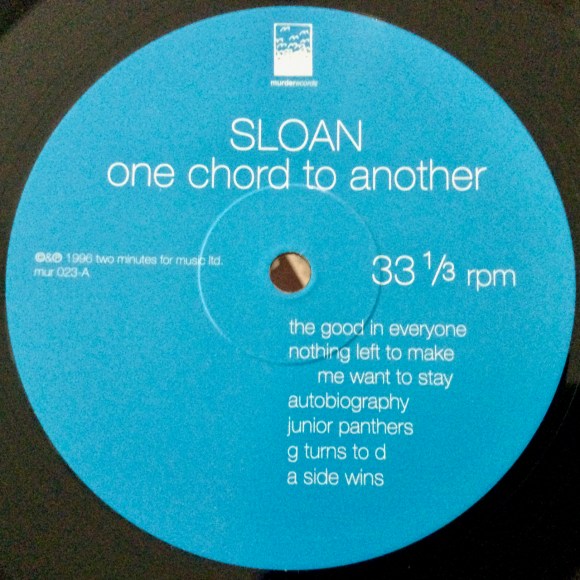 murderecords
SLOAN
one chord to another
©&℗ 1996 two minutes for music ltd.
mur 023-A
33 1/3 rpm
the good in everyone
nothing left to make
me want to stay
autobiography
junior panthers
g turns to d
a side wins